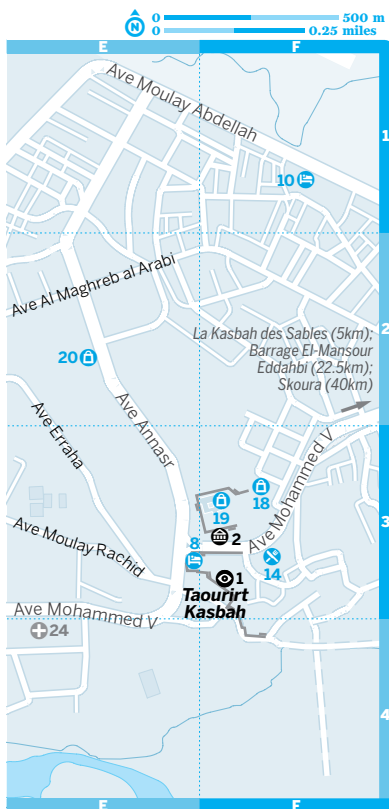 N
0 500 m
0 0.25 miles
E F
Ave Moulay Abdellah
1
10
Ave Al Maghreb al Arabi
2
La Kasbah des Sables (5km);
Barrage El-Mansour
Eddahbi (22.5km);
Skoura (40km)
20
Ave Annasr
Ave Erraha
Ave Mohammed V
18
19
3
2
8
14
Ave Moulay Rachid
1
Taourirt
Kasbah
Ave Mohammed V
24
4
E F